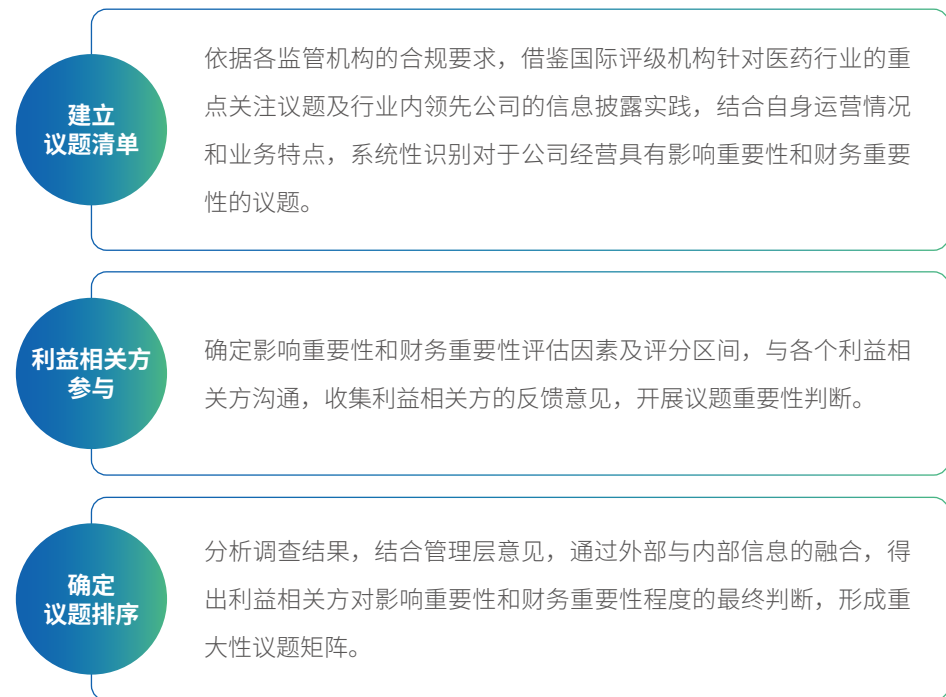 建立
议题清单
依据各监管机构的合规要求，借鉴国际评级机构针对医药行业的重
点关注议题及行业内领先公司的信息披露实践，结合自身运营情况
和业务特点，系统性识别对于公司经营具有影响重要性和财务重要
性的议题。
利益相关方
参与
确定影响重要性和财务重要性评估因素及评分区间，与各个利益相
关方沟通，收集利益相关方的反馈意见，开展议题重要性判断。
确定
议题排序
分析调查结果，结合管理层意见，通过外部与内部信息的融合，得
出利益相关方对影响重要性和财务重要性程度的最终判断，形成重
大性议题矩阵。